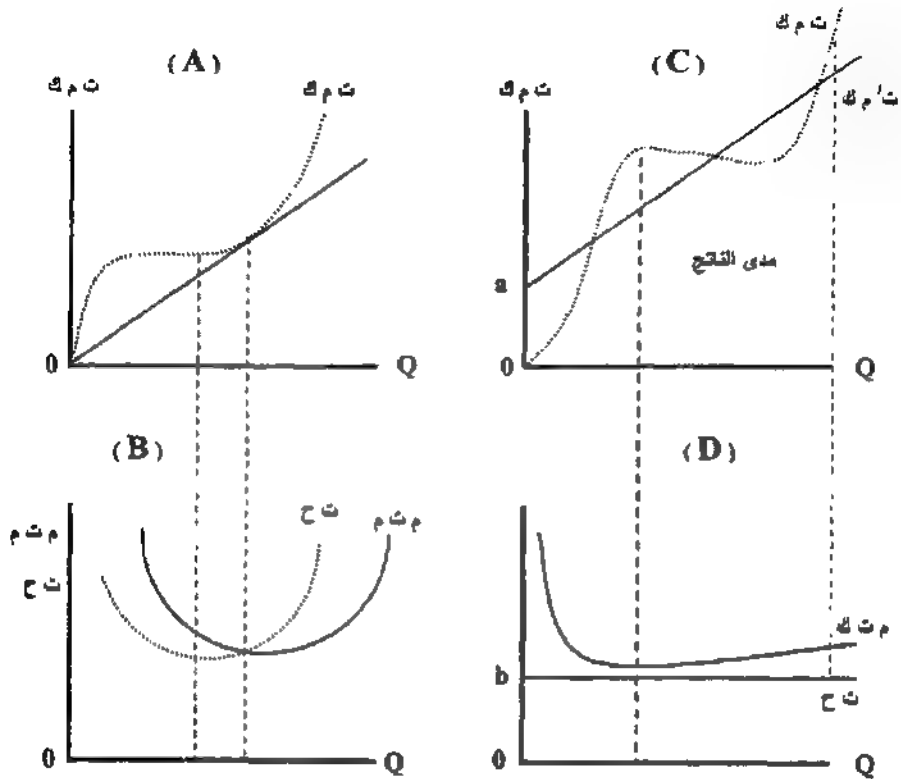 (A)
ت م ك
ت م ك
0
Q
(C)
ت م ك
ت م ك
تَ م ك
a
مدى الناتج
0
Q
(B)
م ت م
ت ح
ت ح
م ت م
0
Q
(D)
b
م ت ك
ت ح
0
Q